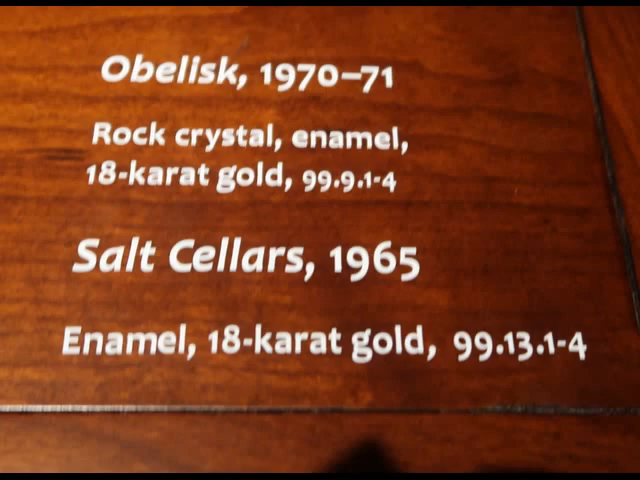 Obelisk, 1970–71
Rock crystal, enamel,
18-karat gold, 99.9.1-4
Salt Cellars, 1965
Enamel, 18-karat gold, 99.13.1-4